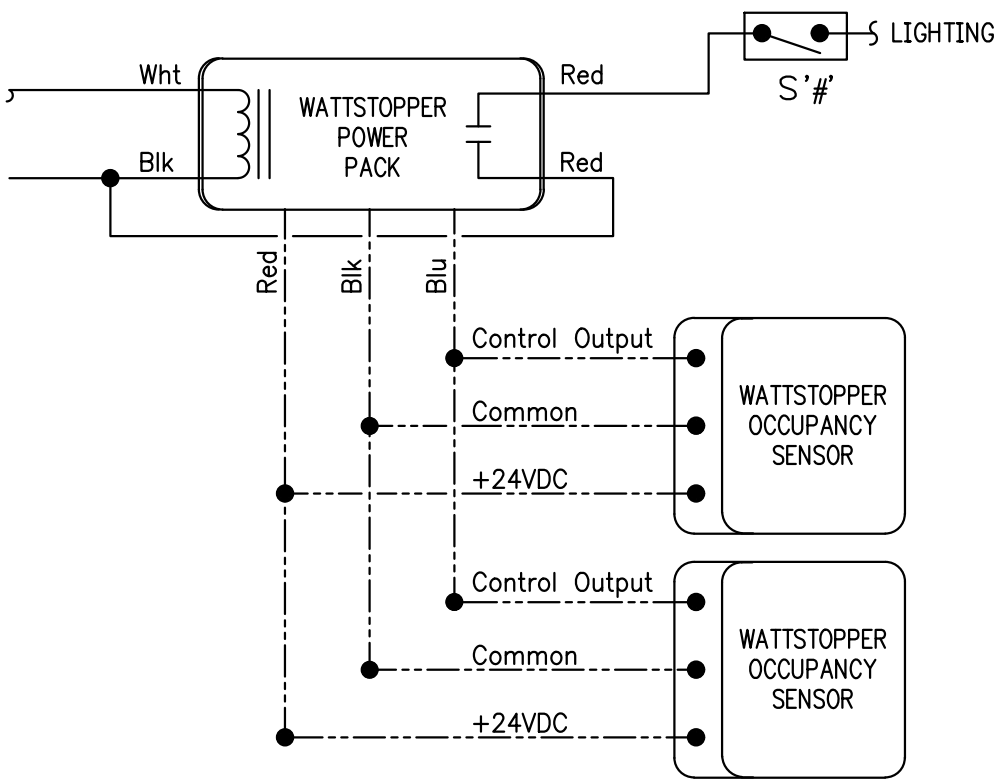 LIGHTING
S'#'
Wht
Red
WATTSTOPPER
POWER
PACK
Blk
Red
Red
Blk
Blu
Control Output
Common
+24VDC
WATTSTOPPER
OCCUPANCY
SENSOR
Control Output
Common
+24VDC
WATTSTOPPER
OCCUPANCY
SENSOR